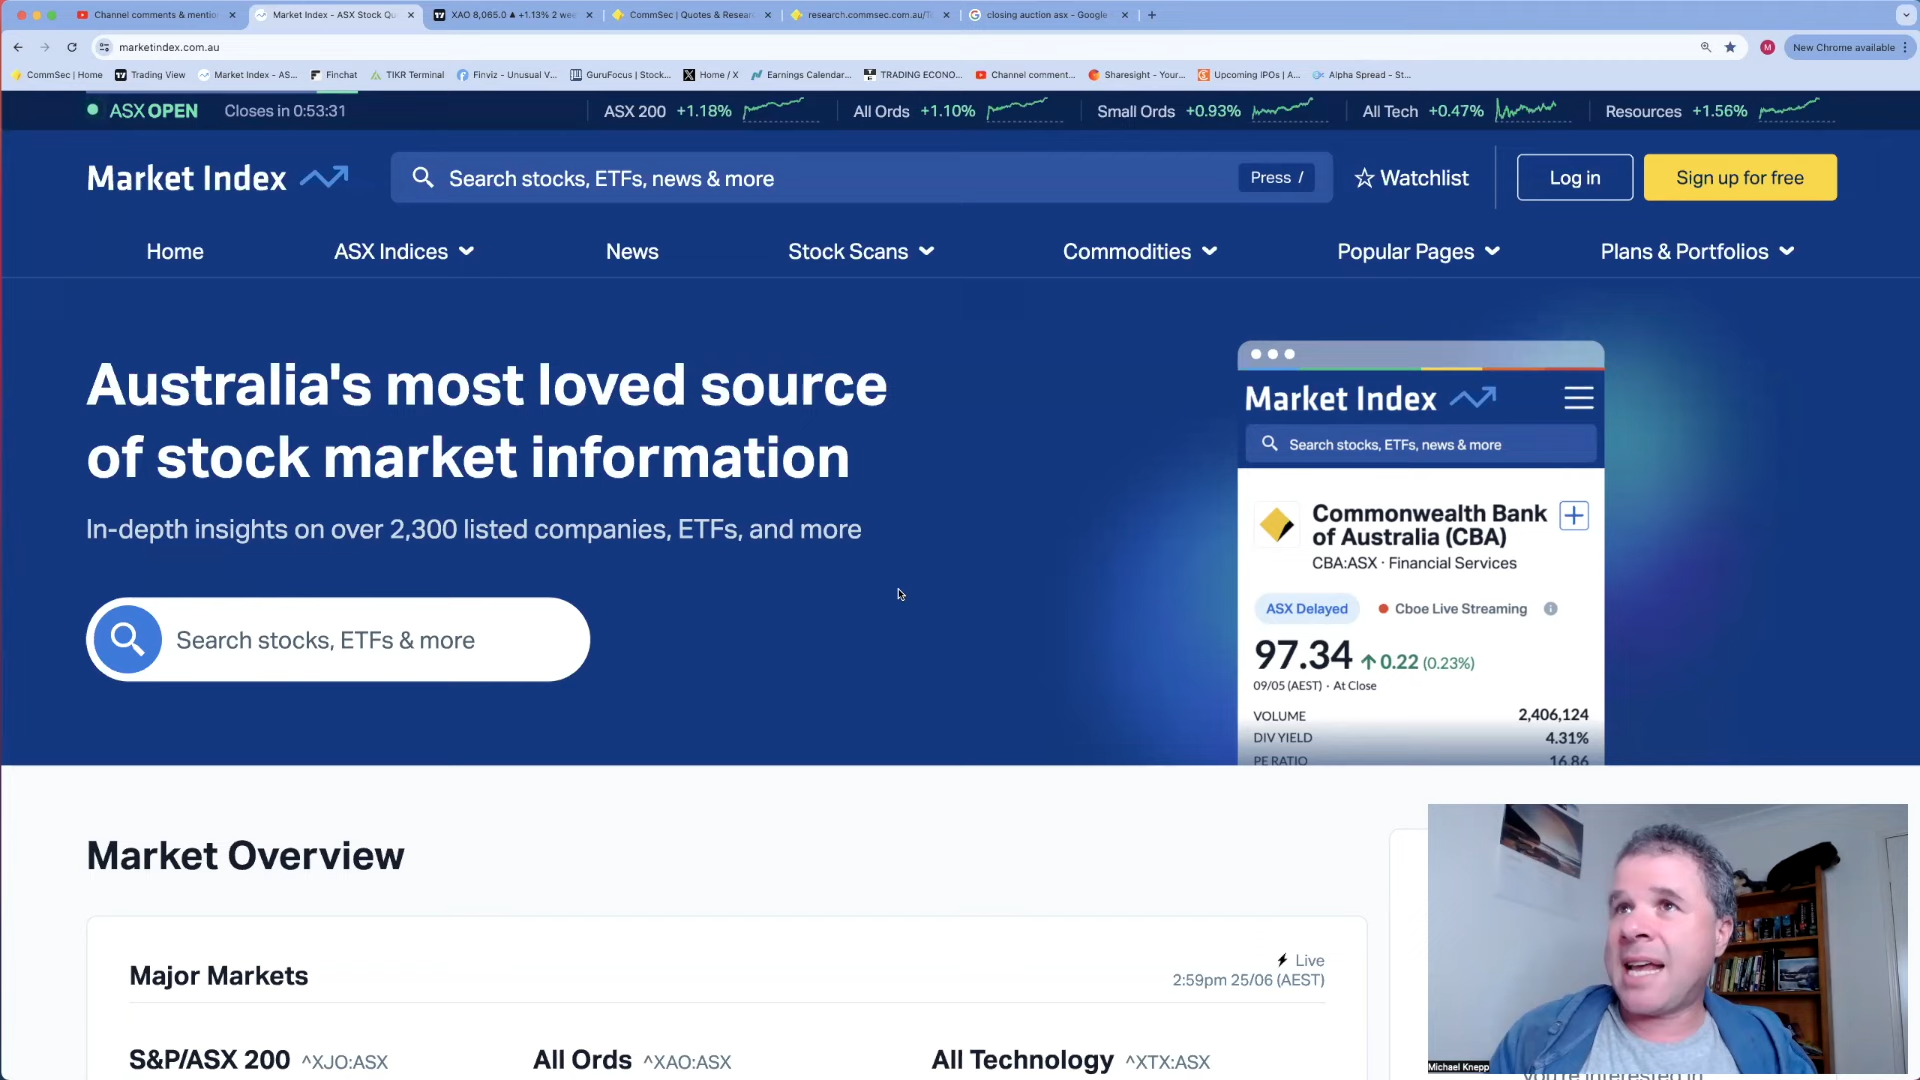 Channel comments & mentio
Market Index - ASX Stock Qu
XAO 8,065.0 ▲ +1.13% 2 we
CommSec | Quotes & Resear
research.commsec.com.au/
closing auction asx - Google
marketindex.com.au
New Chrome available
CommSec | Home
Trading View
Market Index - AS...
Finchat
TIKR Terminal
Finviz - Unusual V...
GuruFocus | Stock...
Home / X
Earnings Calendar...
TRADING ECONO...
Channel comment...
Sharesight - Your...
Upcoming IPOs | A...
Alpha Spread - St...
ASX OPEN
Closes in 0:53:31
ASX 200 +1.18%
All Ords +1.10%
Small Ords +0.93%
All Tech +0.47%
Resources +1.56%
Market Index
Search stocks, ETFs, news & more
Press /
Watchlist
Log in
Sign up for free
Home
ASX Indices
News
Stock Scans
Commodities
Popular Pages
Plans & Portfolios
Australia's most loved source
of stock market information
In-depth insights on over 2,300 listed companies, ETFs, and more
Search stocks, ETFs & more
Market Index
Search stocks, ETFs, news & more
Commonwealth Bank
of Australia (CBA)
CBA:ASX · Financial Services
ASX Delayed
Cboe Live Streaming
97.34 ↑ 0.22 (0.23%)
09/05 (AEST) · At Close
VOLUME 2,406,124
DIV YIELD 4.31%
PE RATIO 16.86
Market Overview
Major Markets
Live
2:59pm 25/06 (AEST)
S&P/ASX 200 ^XJO:ASX
All Ords ^XAO:ASX
All Technology ^XTX:ASX
Michael Knepp
you're interested in